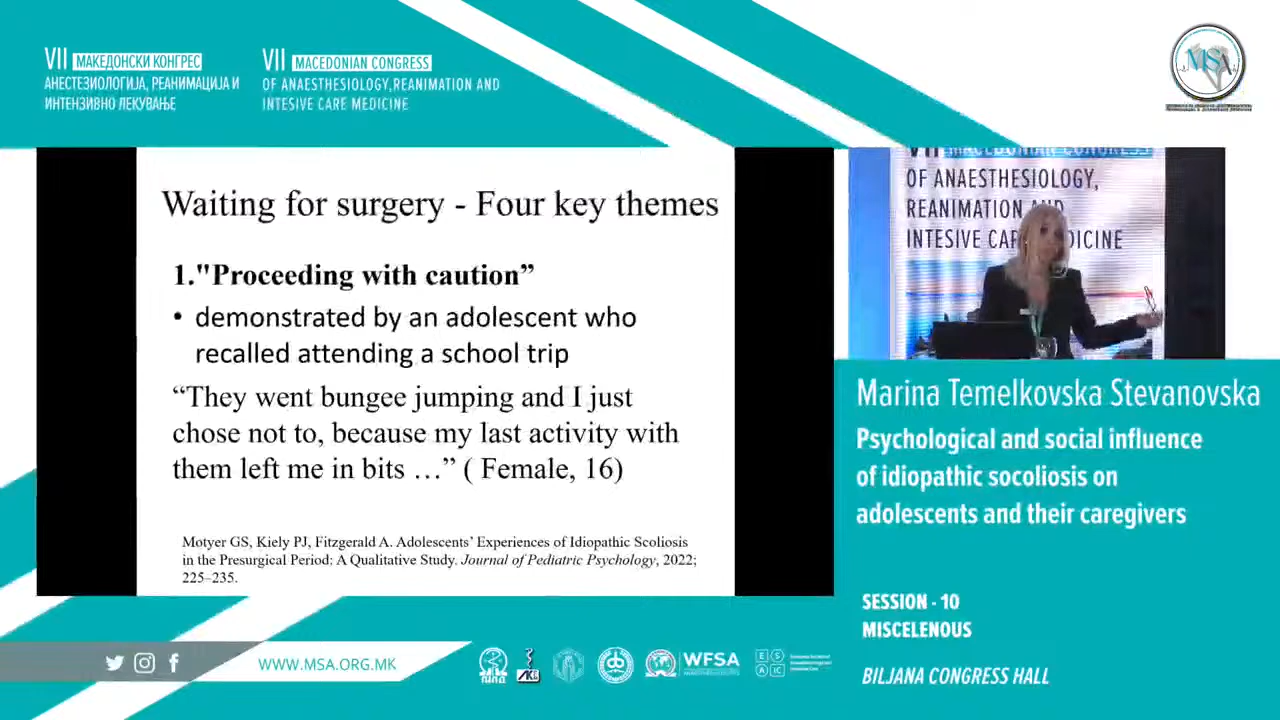 VII МАКЕДОНСКИ КОНГРЕС
АНЕСТЕЗИОЛОГИЈА, РЕАНИМАЦИЈА И
ИНТЕНЗИВНО ЛЕКУВАЊЕ
VII MACEDONIAN CONGRESS
OF ANAESTHESIOLOGY,REANIMATION AND
INTESIVE CARE MEDICINE
MSA
Waiting for surgery - Four key themes
1."Proceeding with caution”
• demonstrated by an adolescent who
recalled attending a school trip
“They went bungee jumping and I just
chose not to, because my last activity with
them left me in bits …” ( Female, 16)
Motyer GS, Kiely PJ, Fitzgerald A. Adolescents’ Experiences of Idiopathic Scoliosis
in the Presurgical Period: A Qualitative Study. Journal of Pediatric Psychology, 2022;
225–235.
VII MACEDONIAN CONGRESS
OF ANAESTHESIOLOGY,
REANIMATION AND
INTESIVE CARE MEDICINE
Marina Temelkovska Stevanovska
Psychological and social influence
of idiopathic socoliosis on
adolescents and their caregivers
SESSION - 10
MISCELENOUS
BILJANA CONGRESS HALL
WWW.MSA.ORG.MK
WFSA
ESAIC